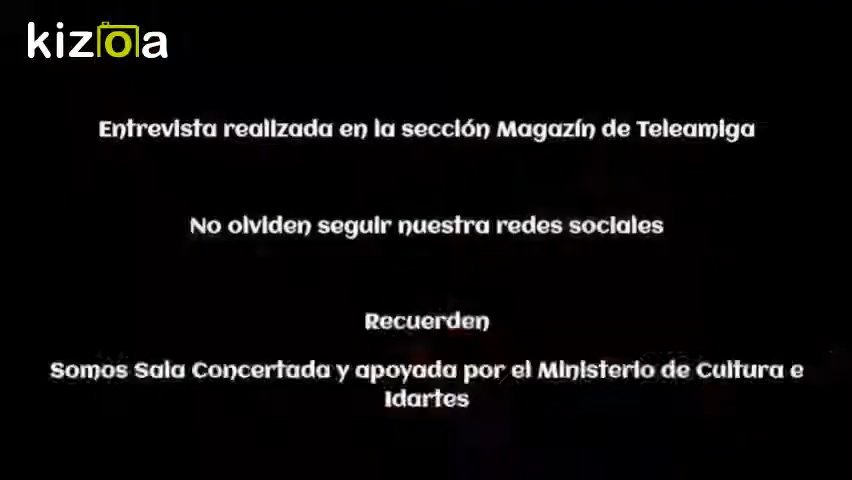 kizoa
Entrevista realizada en la sección Magazín de Teleamiga
No olviden seguir nuestra redes sociales
Recuerden
Somos Sala Concertada y apoyada por el Ministerio de Cultura e
Idartes